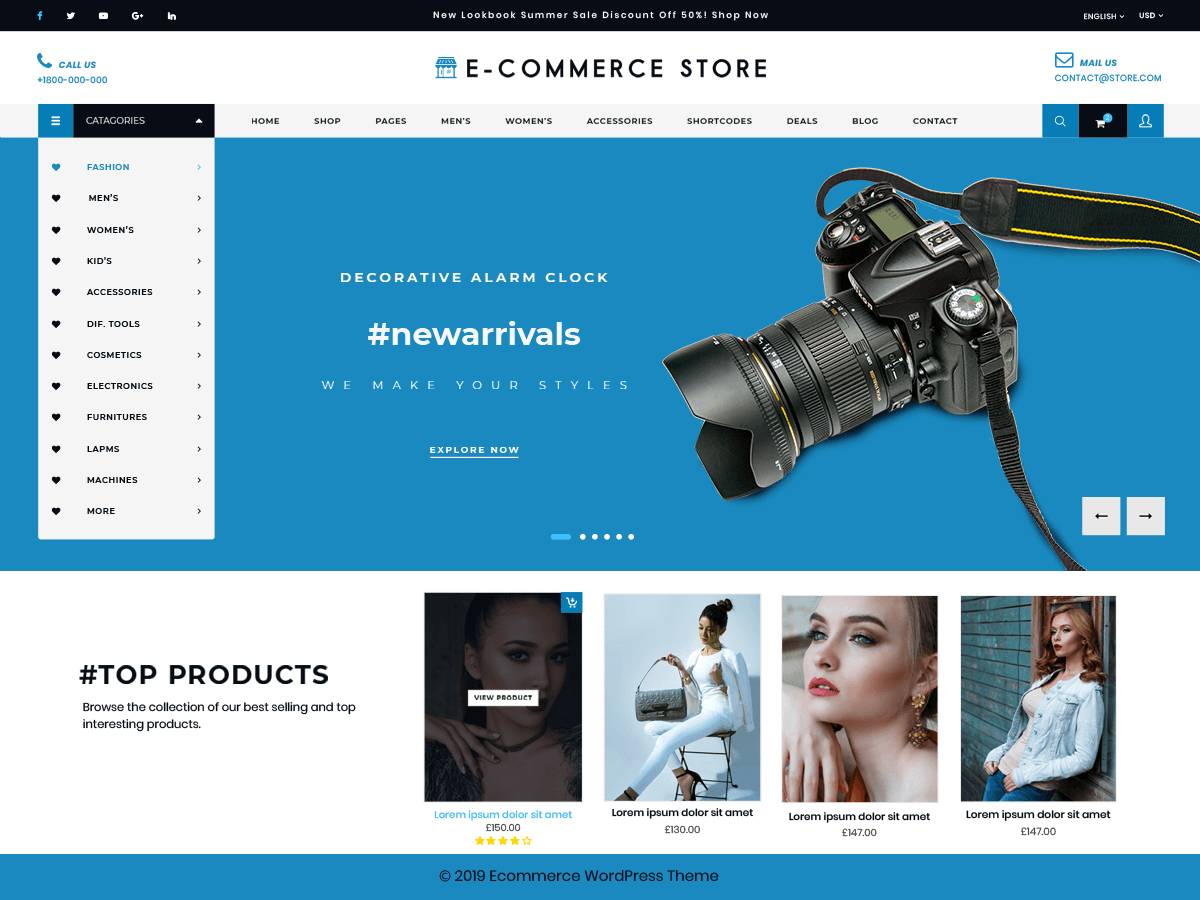 New Lookbook Summer Sale Discount Off 50%! Shop Now
ENGLISH
USD
CALL US
+1800-000-000
E-COMMERCE STORE
MAIL US
CONTACT@STORE.COM
CATAGORIES
HOME
SHOP
PAGES
MEN'S
WOMEN'S
ACCESSORIES
SHORTCODES
DEALS
BLOG
CONTACT
FASHION
MEN'S
WOMEN'S
KID'S
ACCESSORIES
DIF. TOOLS
COSMETICS
ELECTRONICS
FURNITURES
LAPMS
MACHINES
MORE
DECORATIVE ALARM CLOCK
#newarrivals
WE MAKE YOUR STYLES
EXPLORE NOW
#TOP PRODUCTS
Browse the collection of our best selling and top
interesting products.
VIEW PRODUCT
Lorem ipsum dolor sit amet
£150.00
Lorem ipsum dolor sit amet
£130.00
Lorem ipsum dolor sit amet
£147.00
Lorem ipsum dolor sit amet
£147.00
© 2019 Ecommerce WordPress Theme